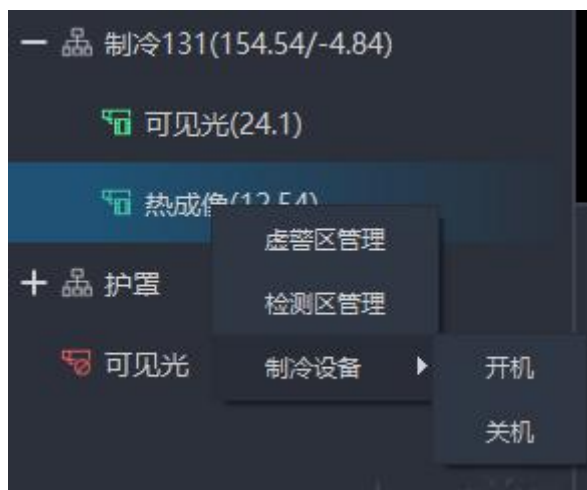 制冷131(154.54/-4.84)
可见光(24.1)
热成像(12.54)
虚警区管理
护罩
检测区管理
可见光
制冷设备
开机
关机